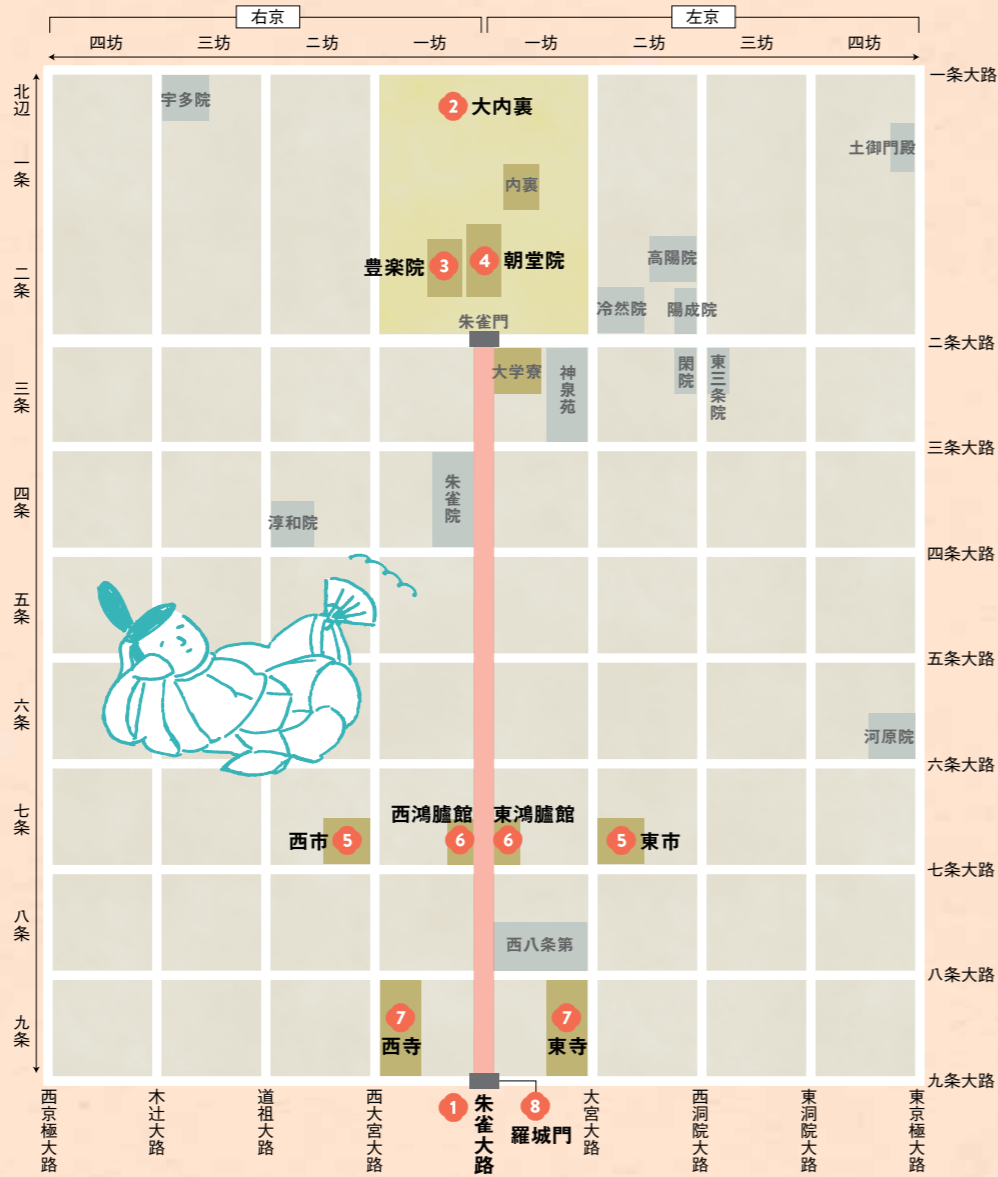 右京
左京
四坊
三坊
二坊
一坊
一坊
二坊
三坊
四坊
一条大路
北辺
宇多院
2 大内裏
土御門殿
一条
内裏
二条
豊楽院 3
4 朝堂院
高陽院
冷然院
陽成院
朱雀門
二条大路
三条
大学寮
神泉苑
閑院
東三条院
三条大路
四条
淳和院
朱雀院
四条大路
五条
五条大路
六条
河原院
六条大路
七条
西鴻臚館
東鴻臚館
西市 5
6
6
5 東市
七条大路
八条
西八条第
八条大路
九条
7
西寺
7
東寺
九条大路
西京極大路
木辻大路
道祖大路
西大宮大路
1 朱雀大路
8
羅城門
大宮大路
西洞院大路
東洞院大路
東京極大路